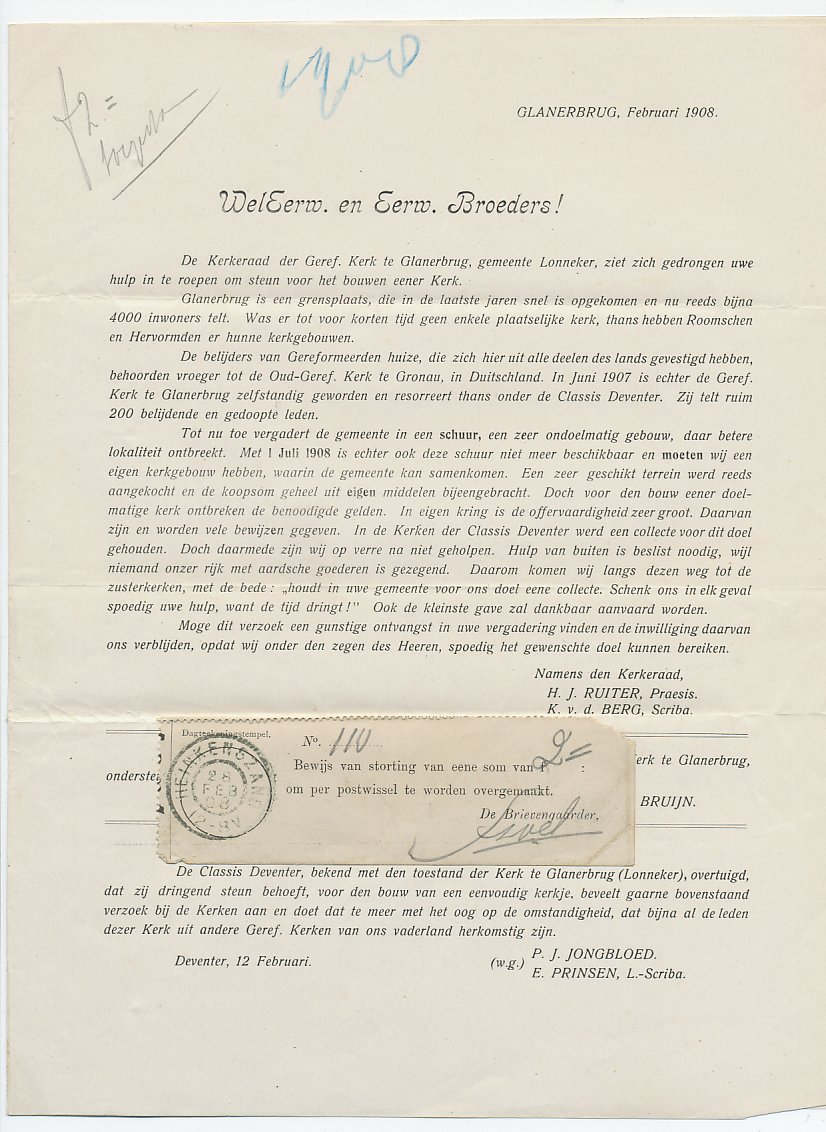 f 2.=
GLANERBRUG, Februari 1908.
WelEerw. en Eerw. Broeders!
De Kerkeraad der Geref. Kerk te Glanerbrug, gemeente Lonneker, ziet zich gedrongen uwe
hulp in te roepen om steun voor het bouwen eener Kerk.
Glanerbrug is een grensplaats, die in de laatste jaren snel is opgekomen en nu reeds bijna
4000 inwoners telt. Was er tot voor korten tijd geen enkele plaatselijke kerk, thans hebben Roomschen
en Hervormden er hunne kerkgebouwen.
De belijders van Gereformeerden huize, die zich hier uit alle deelen des lands gevestigd hebben,
behoorden vroeger tot de Oud-Geref. Kerk te Gronau, in Duitschland. In Juni 1907 is echter de Geref.
Kerk te Glanerbrug zelfstandig geworden en resorreert thans onder de Classis Deventer. Zij telt ruim
200 belijdende en gedoopte leden.
Tot nu toe vergadert de gemeente in een schuur, een zeer ondoelmatig gebouw, daar betere
lokaliteit ontbreekt. Met 1 Juli 1908 is echter ook deze schuur niet meer beschikbaar en moeten wij een
eigen kerkgebouw hebben, waarin de gemeente kan samenkomen. Een zeer geschikt terrein werd reeds
aangekocht en de koopsom geheel uit eigen middelen bijeengebracht. Doch voor den bouw eener doel-
matige kerk ontbreken de benoodigde gelden. In eigen kring is de offervaardigheid zeer groot. Daarvan
zijn en worden vele bewijzen gegeven. In de Kerken der Classis Deventer werd een collecte voor dit doel
gehouden. Doch daarmede zijn wij op verre na niet geholpen. Hulp van buiten is beslist noodig, wijl
niemand onzer rijk met aardsche goederen is gezegend. Daarom komen wij langs dezen weg tot de
zusterkerken, met de bede: „houdt in uwe gemeente voor ons doel eene collecte. Schenk ons in elk geval
spoedig uwe hulp, want de tijd dringt!” Ook de kleinste gave zal dankbaar aanvaard worden.
Moge dit verzoek een gunstige ontvangst in uwe vergadering vinden en de inwilliging daarvan
ons verblijden, opdat wij onder den zegen des Heeren, spoedig het gewenschte doel kunnen bereiken.
Namens den Kerkeraad,
H. J. RUITER, Praesis.
K. v. d. BERG, Scriba.
Dagteekeningstempel.
No. 110
HEINKENSZAND
28
FEB
08
12-8V
Bewijs van storting van eene som van f 2= :
om per postwissel te worden overgemaakt.
De Brievengaarder,
erk te Glanerbrug,
onderste
BRUIJN.
De Classis Deventer, bekend met den toestand der Kerk te Glanerbrug (Lonneker), overtuigd,
dat zij dringend steun behoeft, voor den bouw van een eenvoudig kerkje, beveelt gaarne bovenstaand
verzoek bij de Kerken aan en doet dat te meer met het oog op de omstandigheid, dat bijna al de leden
dezer Kerk uit andere Geref. Kerken van ons vaderland herkomstig zijn.
Deventer, 12 Februari.
(w.g.) P. J. JONGBLOED.
E. PRINSEN, L.-Scriba.